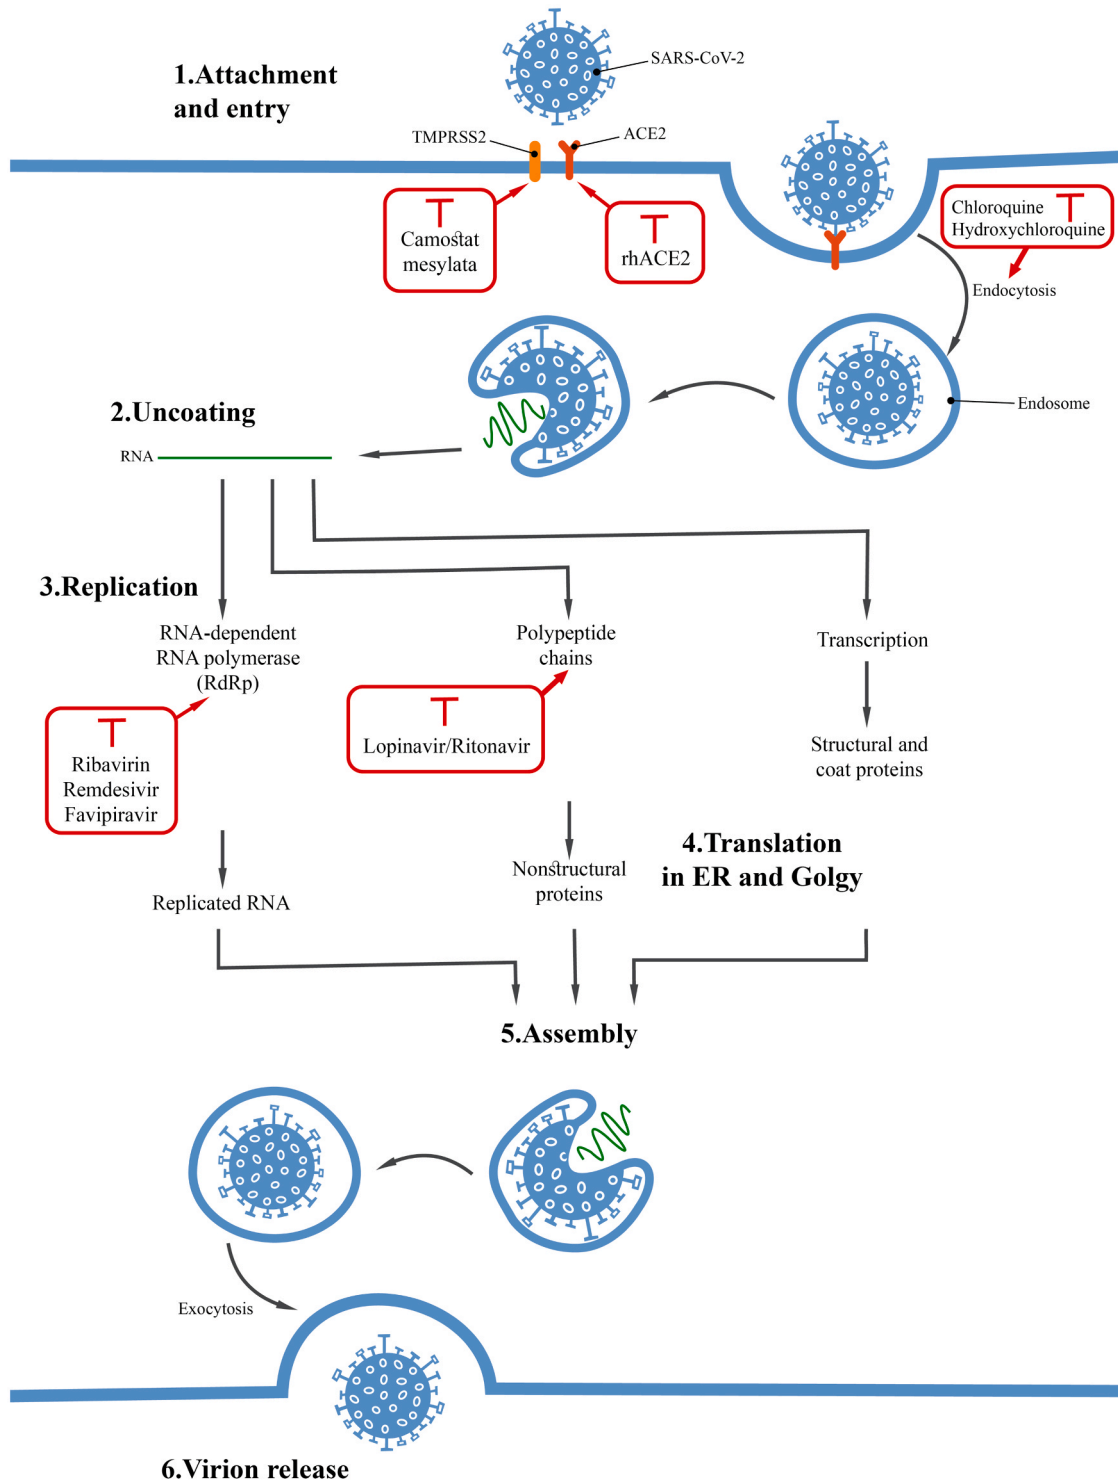 1.Attachment
and entry
SARS-CoV-2
TMPRSS2
ACE2
Camostat
mesylata
rhACE2
Chloroquine
Hydroxychloroquine
Endocytosis
Endosome
2.Uncoating
RNA
3.Replication
RNA-dependent
RNA polymerase
(RdRp)
Polypeptide
chains
Transcription
Ribavirin
Remdesivir
Favipiravir
Lopinavir/Ritonavir
Structural and
coat proteins
4.Translation
in ER and Golgy
Replicated RNA
Nonstructural
proteins
5.Assembly
Exocytosis
6.Virion release